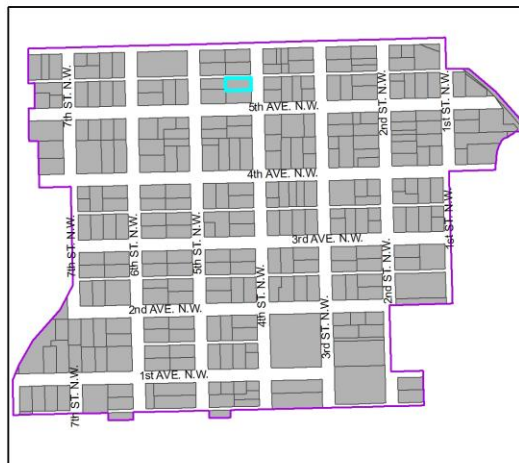 7th ST. N.W.
5th AVE. N.W.
2nd ST. N.W.
1st ST. N.W.
4th AVE. N.W.
7th ST. N.W.
6th ST. N.W.
5th ST. N.W.
3rd AVE. N.W.
1st ST. N.W.
2nd ST. N.W.
4th ST. N.W.
2nd AVE. N.W.
3rd ST. N.W.
1st AVE. N.W.
7th ST. N.W.